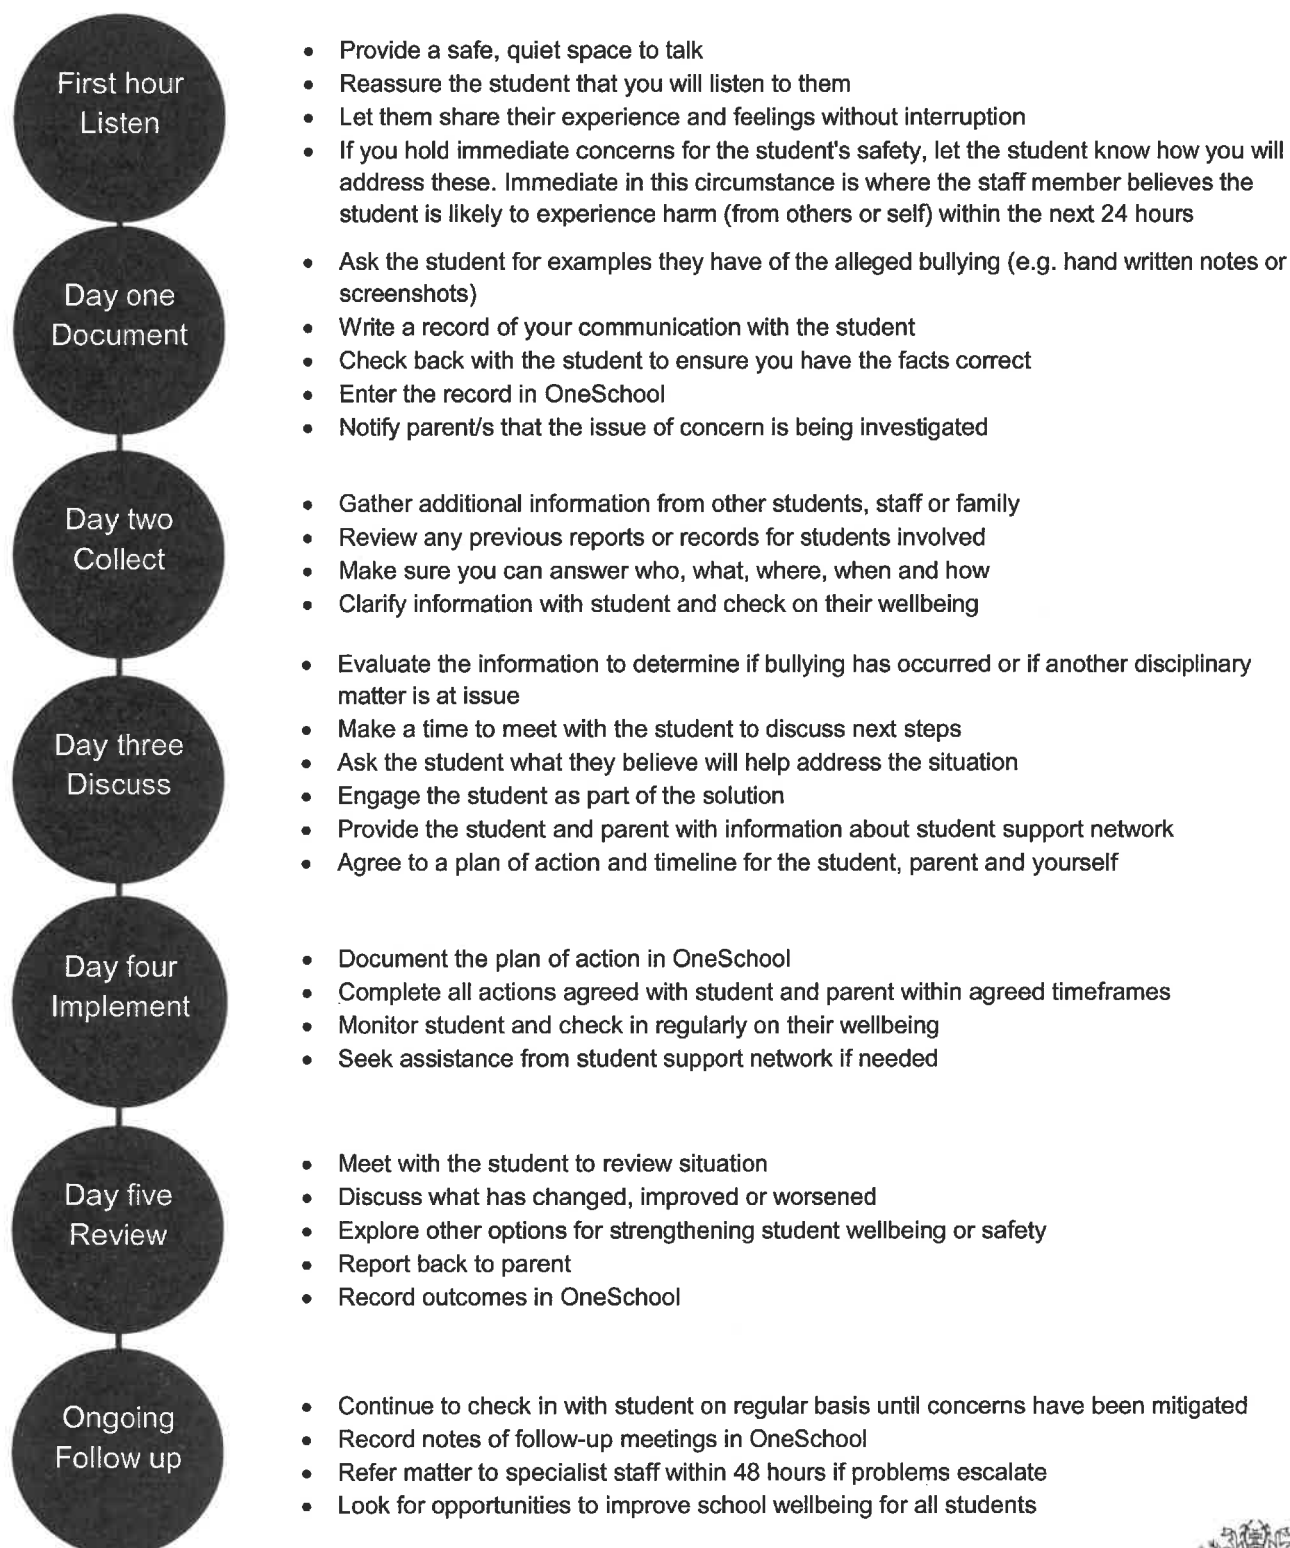 First hour
Listen
• Provide a safe, quiet space to talk
• Reassure the student that you will listen to them
• Let them share their experience and feelings without interruption
• If you hold immediate concerns for the student's safety, let the student know how you will
address these. Immediate in this circumstance is where the staff member believes the
student is likely to experience harm (from others or self) within the next 24 hours
Day one
Document
• Ask the student for examples they have of the alleged bullying (e.g. hand written notes or
screenshots)
• Write a record of your communication with the student
• Check back with the student to ensure you have the facts correct
• Enter the record in OneSchool
• Notify parent/s that the issue of concern is being investigated
Day two
Collect
• Gather additional information from other students, staff or family
• Review any previous reports or records for students involved
• Make sure you can answer who, what, where, when and how
• Clarify information with student and check on their wellbeing
Day three
Discuss
• Evaluate the information to determine if bullying has occurred or if another disciplinary
matter is at issue
• Make a time to meet with the student to discuss next steps
• Ask the student what they believe will help address the situation
• Engage the student as part of the solution
• Provide the student and parent with information about student support network
• Agree to a plan of action and timeline for the student, parent and yourself
Day four
Implement
• Document the plan of action in OneSchool
• Complete all actions agreed with student and parent within agreed timeframes
• Monitor student and check in regularly on their wellbeing
• Seek assistance from student support network if needed
Day five
Review
• Meet with the student to review situation
• Discuss what has changed, improved or worsened
• Explore other options for strengthening student wellbeing or safety
• Report back to parent
• Record outcomes in OneSchool
Ongoing
Follow up
• Continue to check in with student on regular basis until concerns have been mitigated
• Record notes of follow-up meetings in OneSchool
• Refer matter to specialist staff within 48 hours if problems escalate
• Look for opportunities to improve school wellbeing for all students